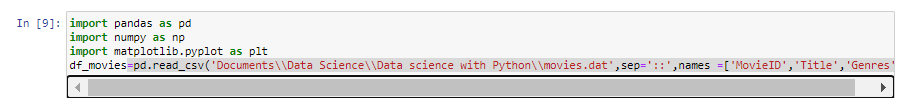 In [9]: import pandas as pd
import numpy as np
import matplotlib.pyplot as plt
df_movies=pd.read_csv('Documents\\Data Science\\Data science with Python\\movies.dat',sep='::',names =['MovieID','Title','Genres'